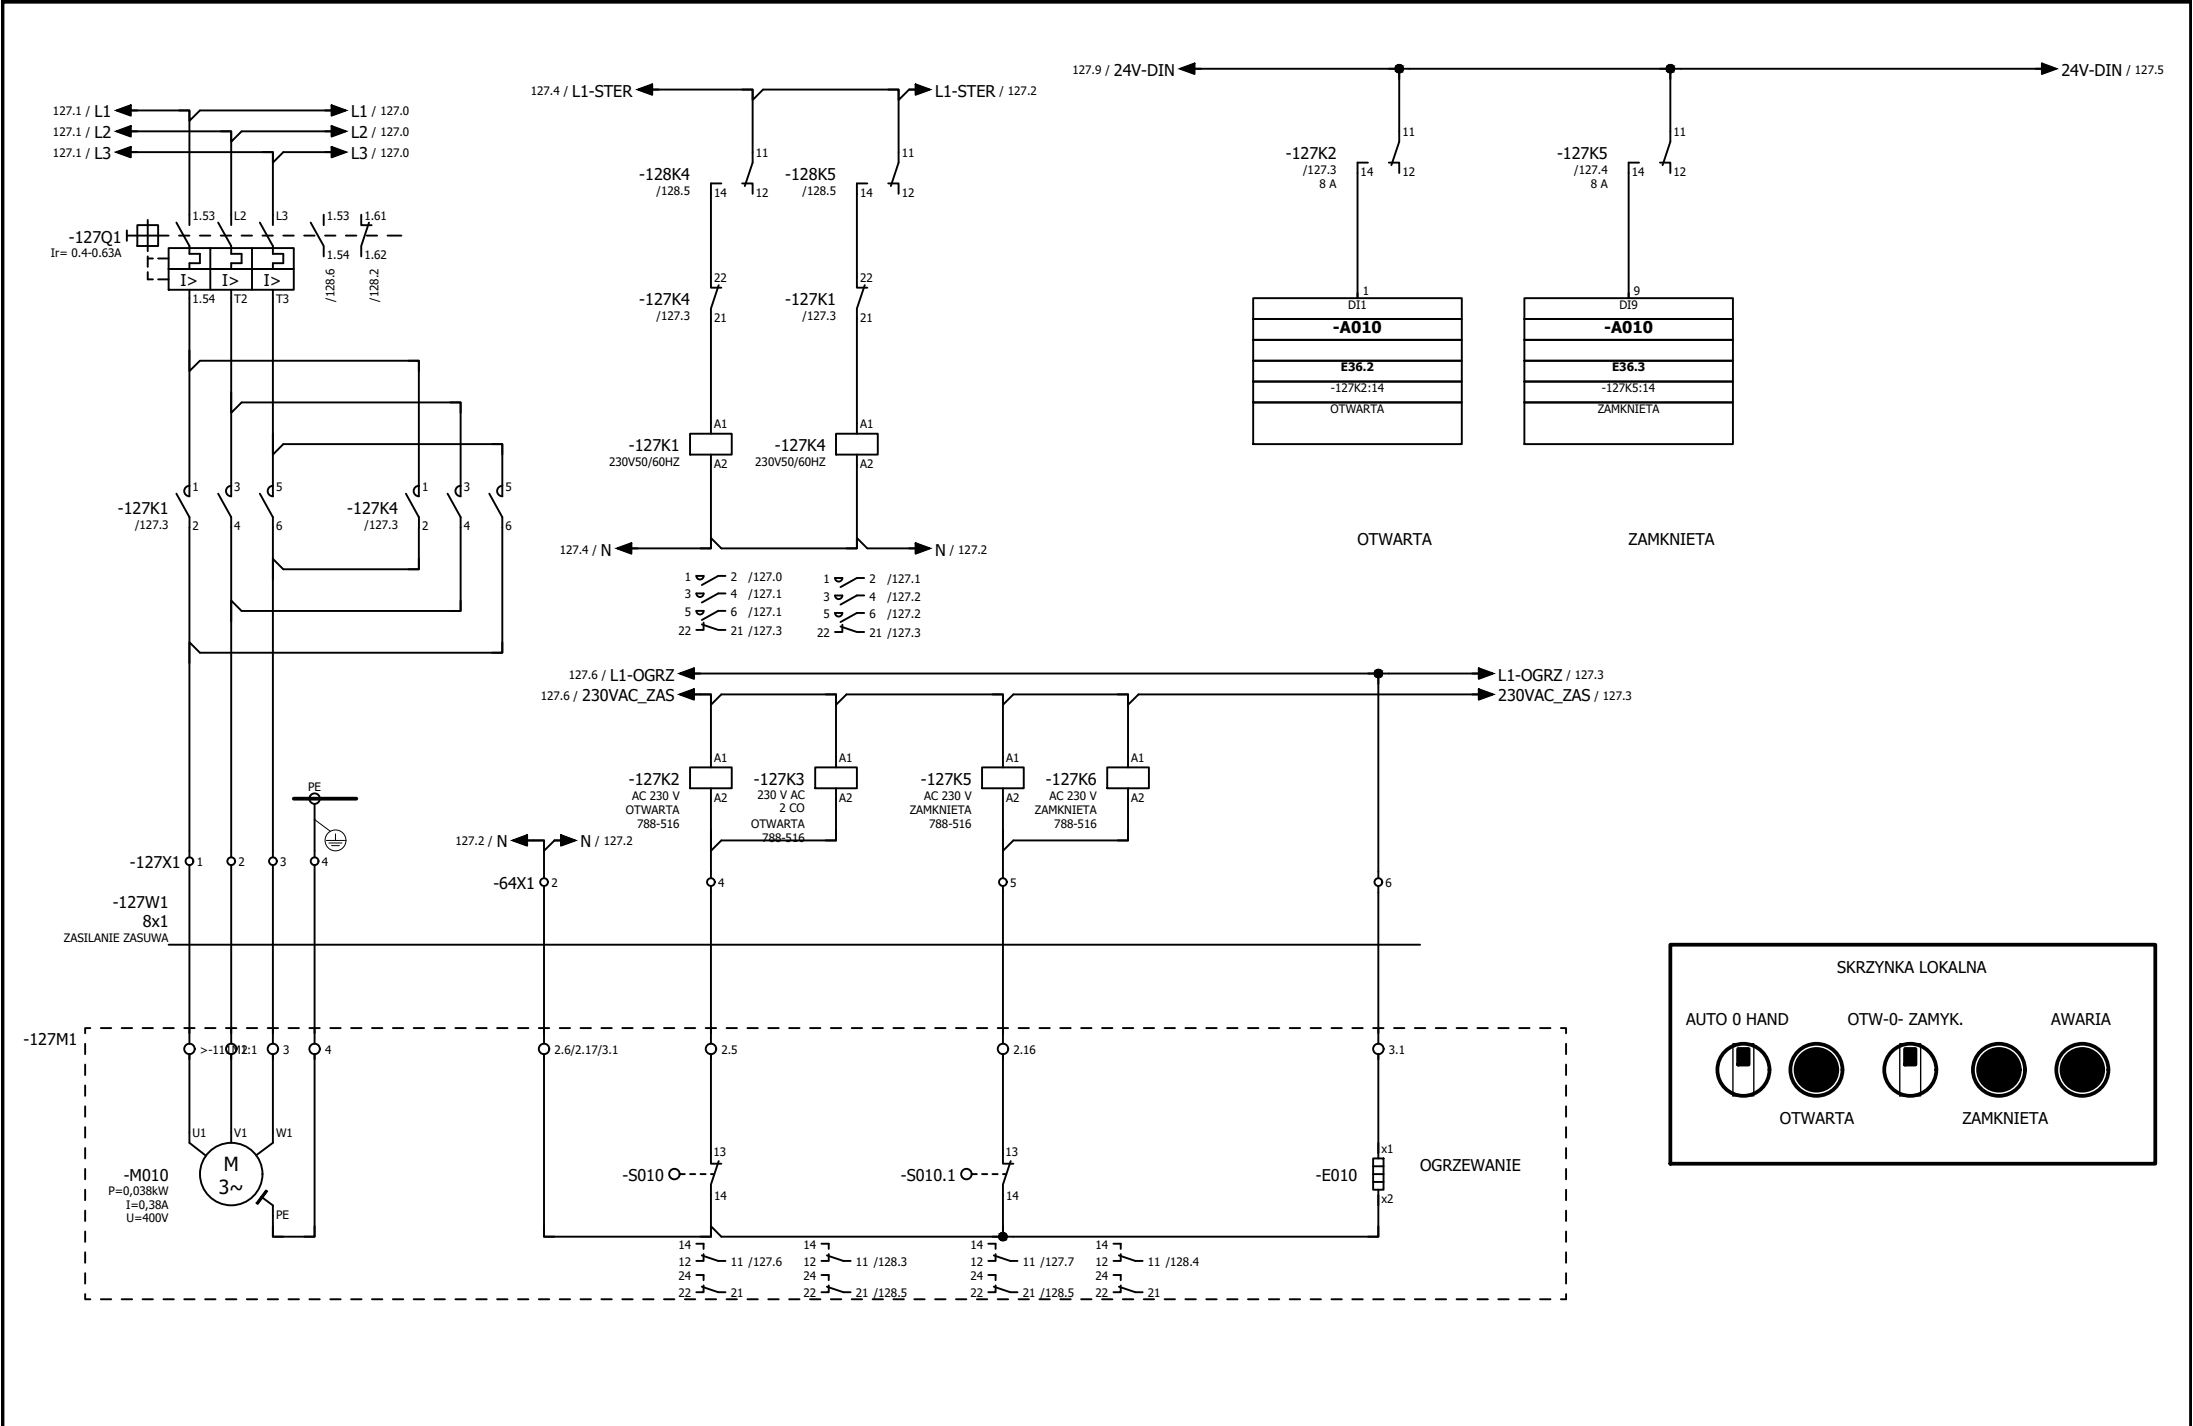 127.1 / L1
L1 / 127.0
127.1 / L2
L2 / 127.0
127.1 / L3
L3 / 127.0
-127Q1
Ir= 0.4-0.63A
1.53
L2
L3
1.53
1.61
1.54
1.62
/128.6
/128.2
I>
I>
I>
1.54
T2
T3
-127K1
/127.3
1
3
5
2
4
6
-127K4
/127.3
1
3
5
2
4
6
PE
-127X1
1
2
3
4
-127W1
8x1
ZASILANIE ZASUWA
127.4 / L1-STER
L1-STER / 127.2
-128K4
/128.5
11
14
12
-128K5
/128.5
11
14
12
-127K4
/127.3
22
21
-127K1
/127.3
22
21
-127K1
230V50/60HZ
A1
A2
-127K4
230V50/60HZ
A1
A2
127.4 / N
N / 127.2
1 2 /127.0
3 4 /127.1
5 6 /127.1
22 21 /127.3
1 2 /127.1
3 4 /127.2
5 6 /127.2
22 21 /127.3
127.9 / 24V-DIN
24V-DIN / 127.5
-127K2
/127.3
8 A
11
14
12
-127K5
/127.4
8 A
11
14
12
1
DI1
-A010
E36.2
-127K2:14
OTWARTA
9
DI9
-A010
E36.3
-127K5:14
ZAMKNIETA
OTWARTA
ZAMKNIETA
127.6 / L1-OGRZ
L1-OGRZ / 127.3
127.6 / 230VAC_ZAS
230VAC_ZAS / 127.3
-127K2
AC 230 V
OTWARTA
788-516
A1
A2
-127K3
230 V AC
2 CO
OTWARTA
788-516
A1
A2
-127K5
AC 230 V
ZAMKNIETA
788-516
A1
A2
-127K6
AC 230 V
ZAMKNIETA
788-516
A1
A2
127.2 / N
N / 127.2
-64X1
2
4
5
6
-127M1
3
4
2.6/2.17/3.1
2.5
2.16
3.1
U1
V1
W1
M
3~
-M010
P=0,038kW
I=0,38A
U=400V
PE
-S010
13
14
-S010.1
13
14
-E010
x1
x2
OGRZEWANIE
14
12 11 /127.6
24
22 21
14
12 11 /128.3
24
22 21 /128.5
14
12 11 /127.7
24
22 21 /128.5
14
12 11 /128.4
24
22 21
SKRZYNKA LOKALNA
AUTO 0 HAND
OTW-0- ZAMYK.
AWARIA
OTWARTA
ZAMKNIETA